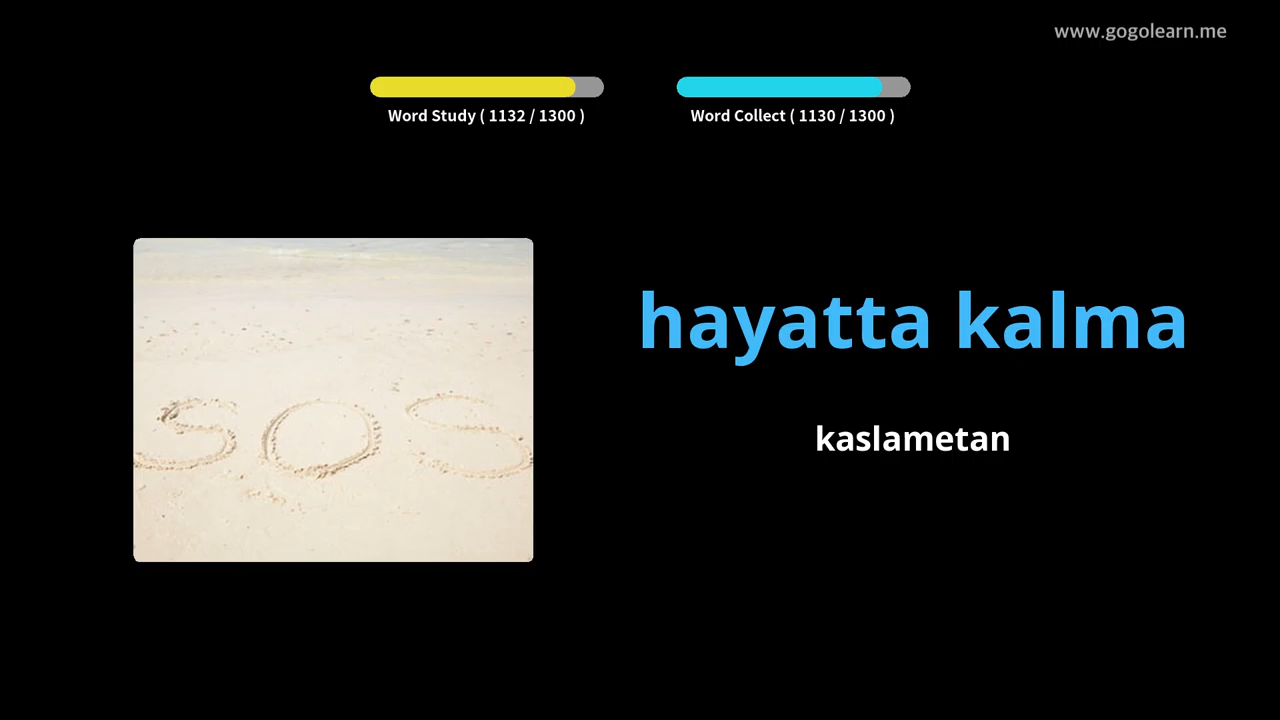 www.gogolearn.me
Word Study ( 1132 / 1300 )
Word Collect ( 1130 / 1300 )
SOS
hayatta kalma
kaslametan